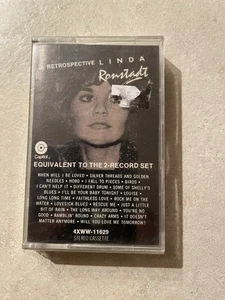 A RETROSPECTIVE LINDA
Ronstadt
Capitol
EQUIVALENT TO THE 2-RECORD SET
WHEN WILL I BE LOVED • SILVER THREADS AND GOLDEN
NEEDLES • HOBO • I FALL TO PIECES • BIRDS •
I CAN'T HELP IT • DIFFERENT DRUM • SOME OF SHELLY'S
BLUES • I'LL BE YOUR BABY TONIGHT • LOUISE •
LONG LONG TIME • FAITHLESS LOVE • ROCK ME ON THE
WATER • LOVESICK BLUES • RESCUE ME • JUST A LITTLE
BIT OF RAIN • THE LONG WAY AROUND • YOU'RE NO
GOOD • RAMBLIN' ROUND • CRAZY ARMS • IT DOESN'T
MATTER ANYMORE • WILL YOU LOVE ME TOMORROW?
4XWW-11629
STEREO CASSETTE